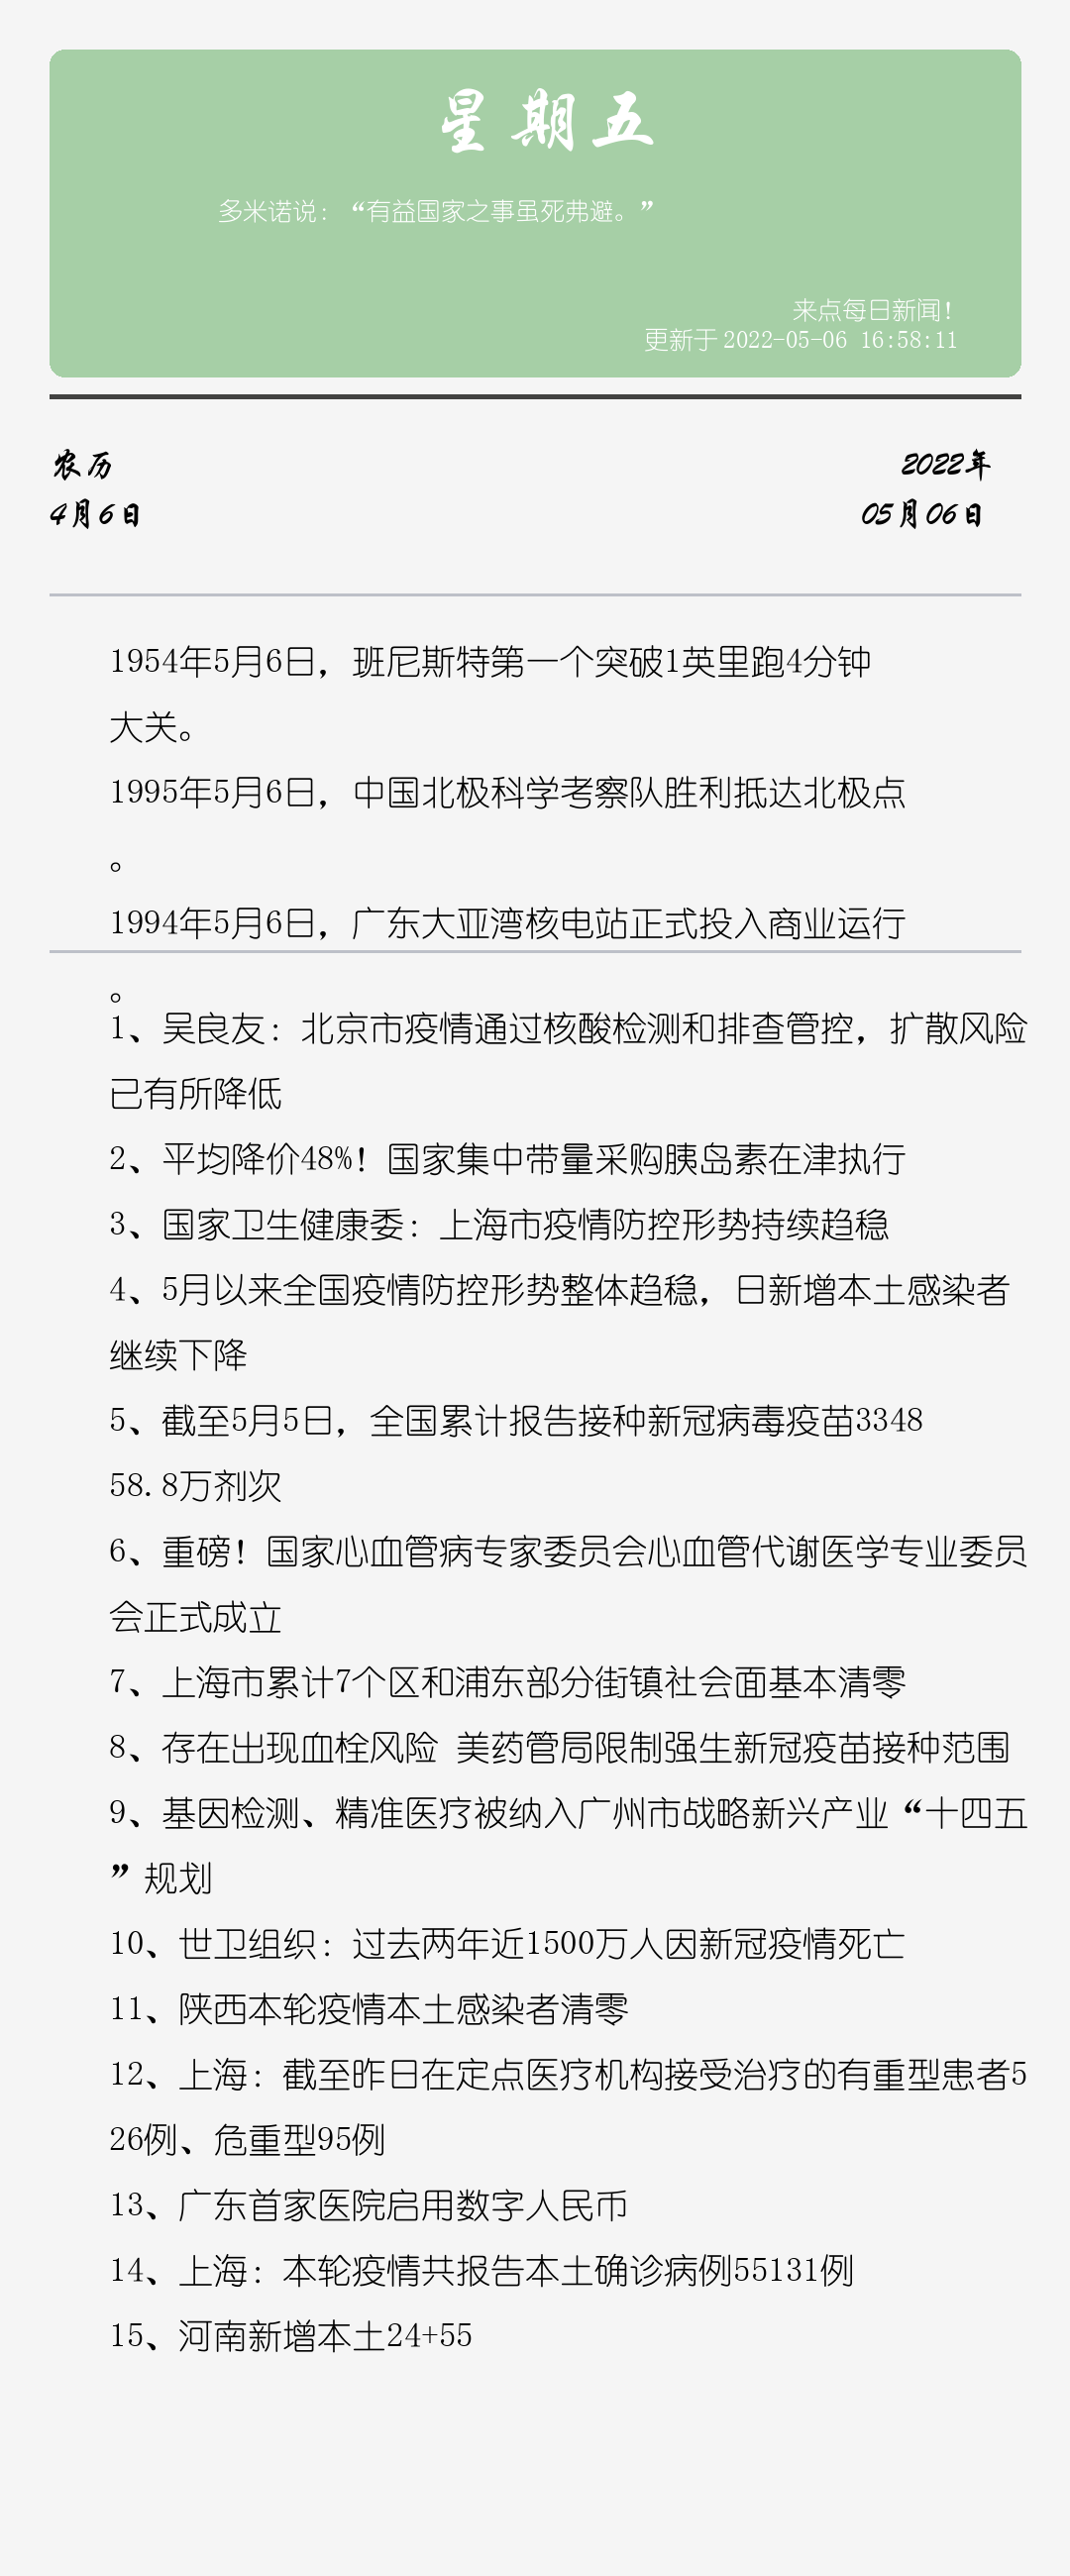 星期五
多米诺说：“有益国家之事虽死弗避。”
来点每日新闻！
更新于 2022-05-06 16:58:11
农历
2022年
4月6日
05月06日
1954年5月6日，班尼斯特第一个突破1英里跑4分钟
大关。
1995年5月6日，中国北极科学考察队胜利抵达北极点
。
1994年5月6日，广东大亚湾核电站正式投入商业运行
。
1、吴良友：北京市疫情通过核酸检测和排查管控，扩散风险
已有所降低
2、平均降价48%！国家集中带量采购胰岛素在津执行
3、国家卫生健康委：上海市疫情防控形势持续趋稳
4、5月以来全国疫情防控形势整体趋稳，日新增本土感染者
继续下降
5、截至5月5日，全国累计报告接种新冠病毒疫苗3348
58.8万剂次
6、重磅！国家心血管病专家委员会心血管代谢医学专业委员
会正式成立
7、上海市累计7个区和浦东部分街镇社会面基本清零
8、存在出现血栓风险 美药管局限制强生新冠疫苗接种范围
9、基因检测、精准医疗被纳入广州市战略新兴产业“十四五
”规划
10、世卫组织：过去两年近1500万人因新冠疫情死亡
11、陕西本轮疫情本土感染者清零
12、上海：截至昨日在定点医疗机构接受治疗的有重型患者5
26例、危重型95例
13、广东首家医院启用数字人民币
14、上海：本轮疫情共报告本土确诊病例55131例
15、河南新增本土24+55